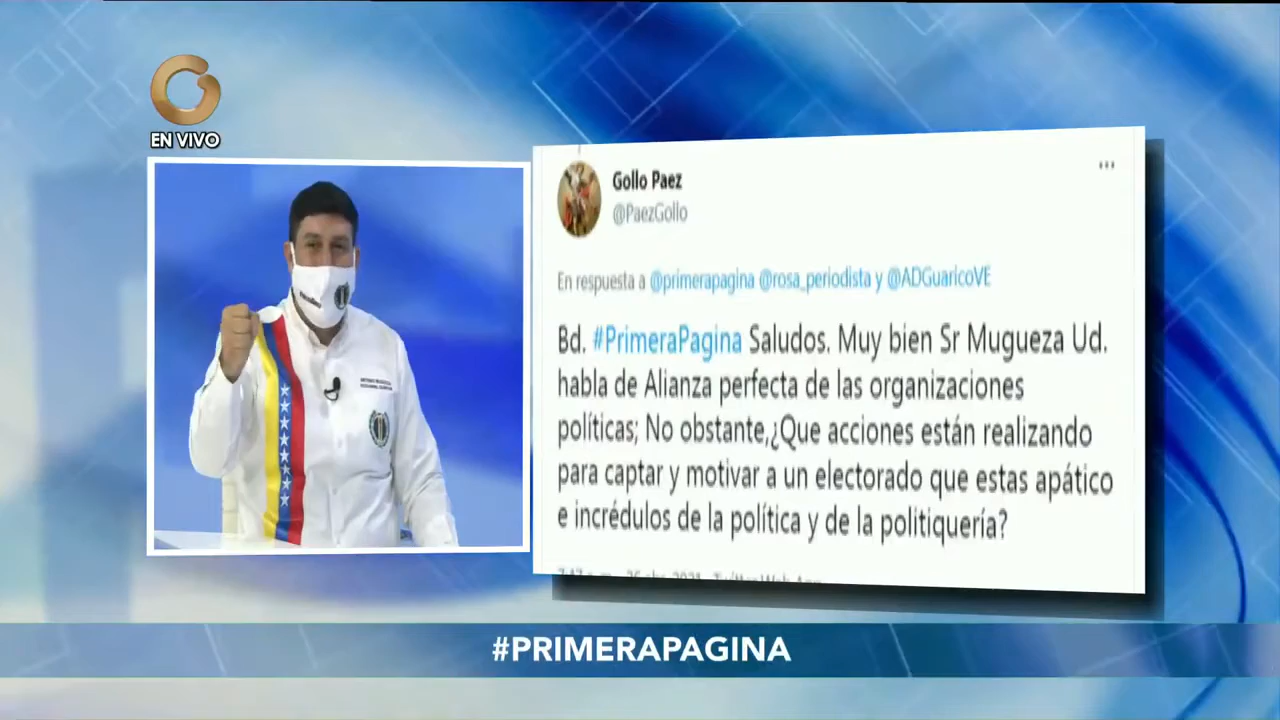 EN VIVO
Gollo Paez
@PaezGollo
En respuesta a @primerapagina @rosa_periodista y @ADGuaricoVE
Bd. #PrimeraPagina Saludos. Muy bien Sr Mugueza Ud.
habla de Alianza perfecta de las organizaciones
políticas; No obstante,¿Que acciones están realizando
para captar y motivar a un electorado que estas apático
e incrédulos de la política y de la politiquería?
#PRIMERAPAGINA